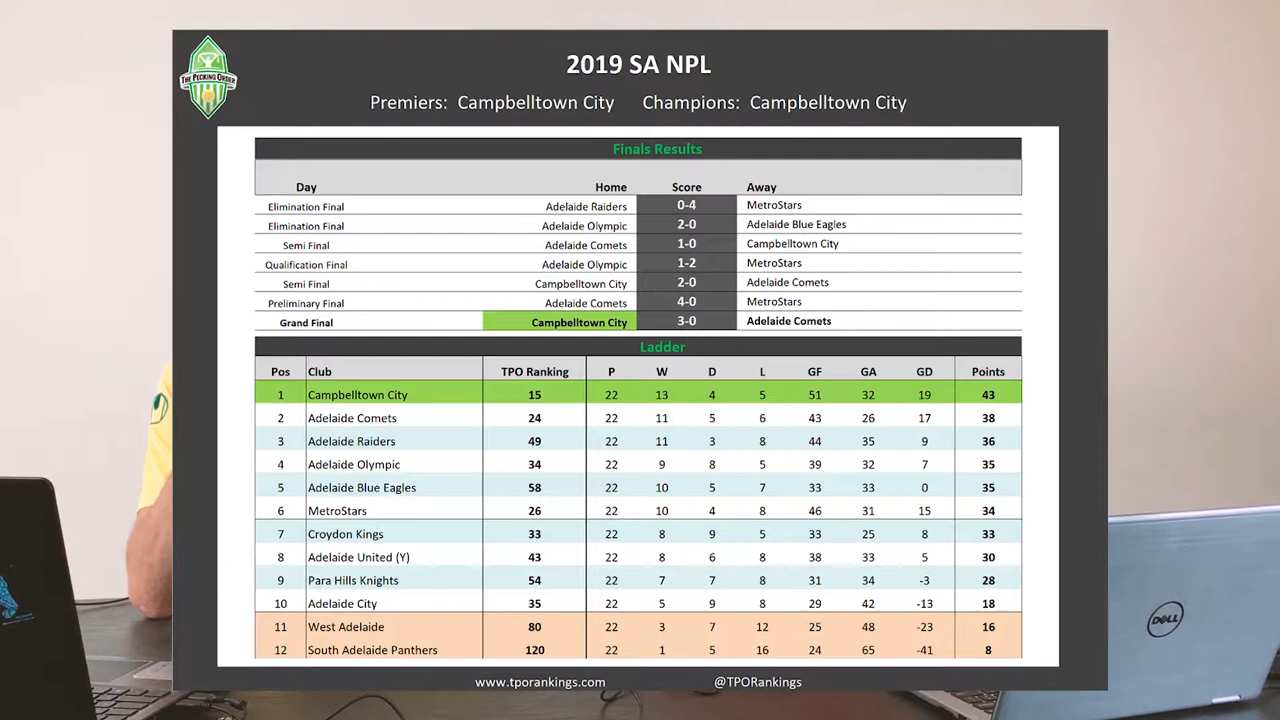 THE PECKING ORDER
2019 SA NPL
Premiers: Campbelltown City Champions: Campbelltown City
Finals Results
Day Home Score Away
Elimination Final Adelaide Raiders 0-4 MetroStars
Elimination Final Adelaide Olympic 2-0 Adelaide Blue Eagles
Semi Final Adelaide Comets 1-0 Campbelltown City
Qualification Final Adelaide Olympic 1-2 MetroStars
Semi Final Campbelltown City 2-0 Adelaide Comets
Preliminary Final Adelaide Comets 4-0 MetroStars
Grand Final Campbelltown City 3-0 Adelaide Comets
Ladder
Pos Club TPO Ranking P W D L GF GA GD Points
1 Campbelltown City 15 22 13 4 5 51 32 19 43
2 Adelaide Comets 24 22 11 5 6 43 26 17 38
3 Adelaide Raiders 49 22 11 3 8 44 35 9 36
4 Adelaide Olympic 34 22 9 8 5 39 32 7 35
5 Adelaide Blue Eagles 58 22 10 5 7 33 33 0 35
6 MetroStars 26 22 10 4 8 46 31 15 34
7 Croydon Kings 33 22 8 9 5 33 25 8 33
8 Adelaide United (Y) 43 22 8 6 8 38 33 5 30
9 Para Hills Knights 54 22 7 7 8 31 34 -3 28
10 Adelaide City 35 22 5 9 8 29 42 -13 18
11 West Adelaide 80 22 3 7 12 25 48 -23 16
12 South Adelaide Panthers 120 22 1 5 16 24 65 -41 8
www.tporankings.com @TPORankings
DELL